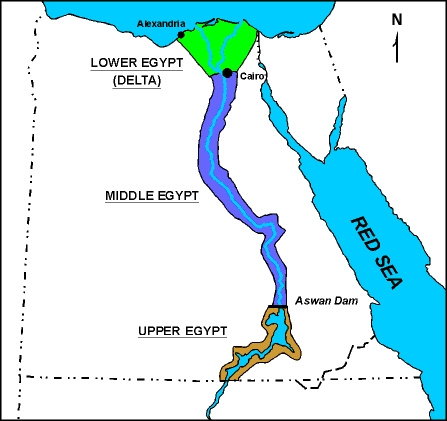 Alexandria
N
LOWER EGYPT
(DELTA)
Cairo
MIDDLE EGYPT
RED SEA
Aswan Dam
UPPER EGYPT